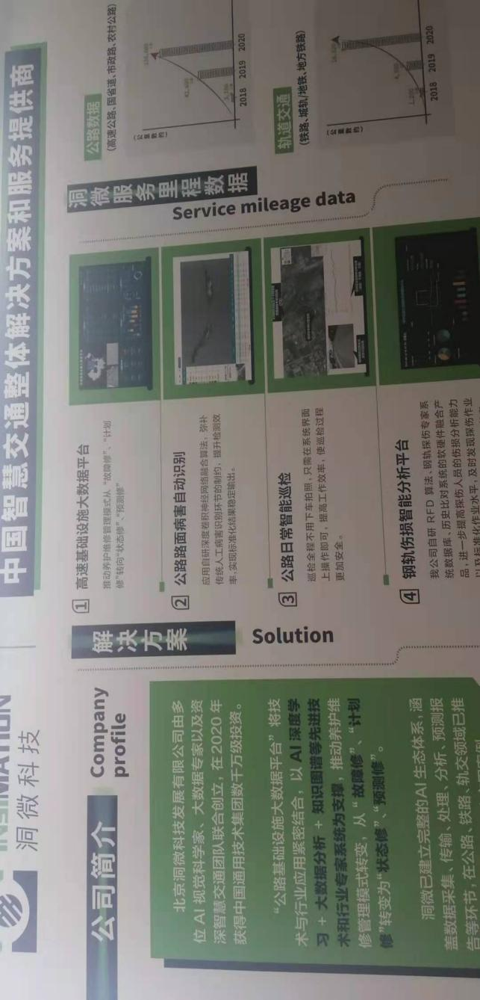 洞微科技
中国智慧交通整体解决方案和服务提供商
公司简介
Company
profile
北京洞微科技发展有限公司由多
位 AI 视觉科学家、大数据专家以及资
深智慧交通团队联合创立，在2020 年
获得中国通用技术集团数千万级投资。
“公路基础设施大数据平台” 将技
术与行业应用紧密结合，以 AI 深度学
习 + 大数据分析 + 知识图谱等先进技
术和行业专家系统为支撑，推动养护维
修管理模式转变，从“故障修”、“计划
修”转变为“状态修”“预测修”。
洞微已建立完整的AI 生态体系，涵
盖数据采集、传输、处理、分析、预测报
告等环节，在公路、铁路、轨交领域已推
解决方案
Solution
1 高速基础设施大数据平台
推动养护维修管理模式从 “故障修”、“计划
修”转向“状态修”“预测修”
2 公路路面病害自动识别
应用自研深度卷积神经网络融合算法，弥补
传统人工病害识别环节的制约，提升检测效
率，实现标准化结果稳定输出。
3 公路日常智能巡检
巡检全程不用下车拍照，只需在系统界面
上操作即可，提高工作效率，使巡检过程
更加安全。
4 钢轨伤损智能分析平台
我公司自研 RFD 算法、钢轨探伤专家系
统数据库、历史比对系统的软硬件融合产
品，进一步提高探伤人员的伤损分析能力
以及标准化作业水平，及时发现探伤作业
洞微服务里程数据
Service mileage data
公路数据
(高速公路、国省道、市政路、农村公路)
2018 2019 2020
轨道交通
(铁路、城轨/地铁、地方铁路)
2018 2019 2020